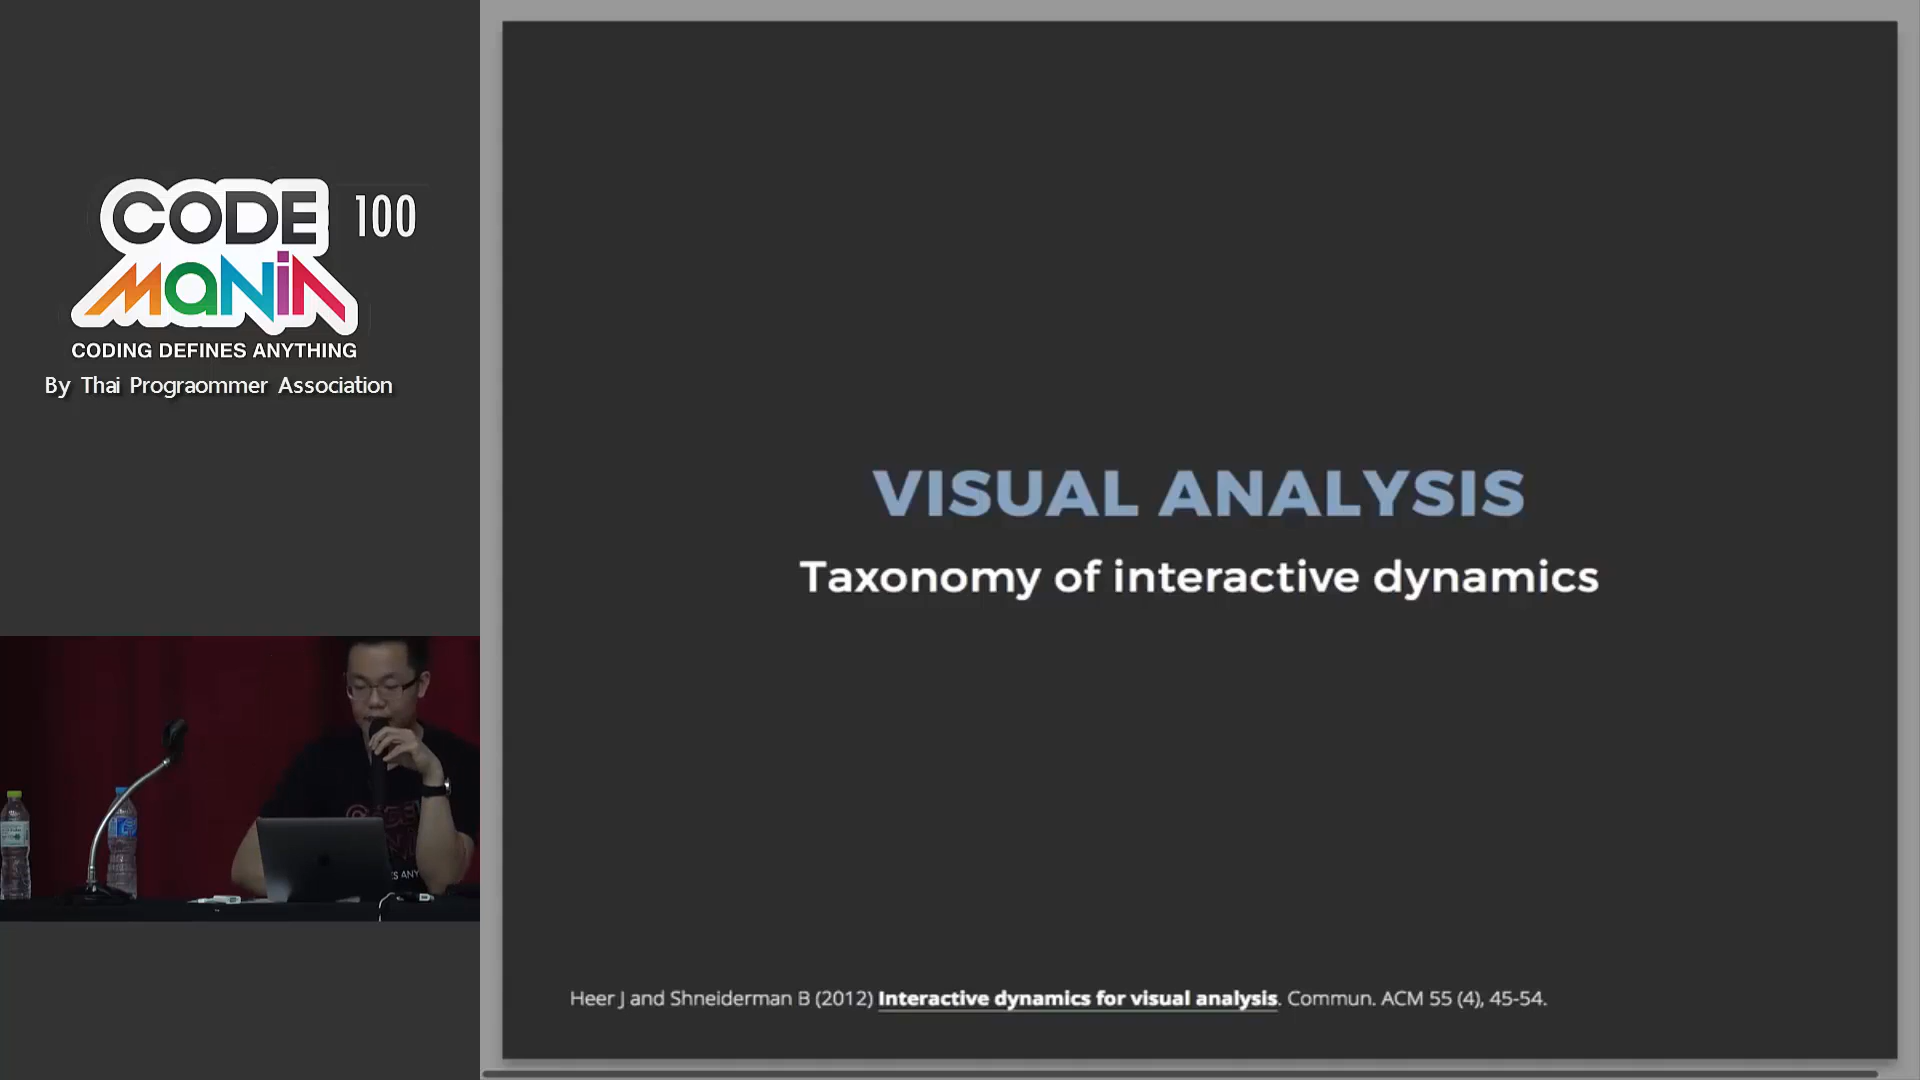 CODE 100
MANIA
CODING DEFINES ANYTHING
By Thai Prograommer Association
VISUAL ANALYSIS
Taxonomy of interactive dynamics
Heer J and Shneiderman B (2012) Interactive dynamics for visual analysis. Commun. ACM 55 (4), 45-54.